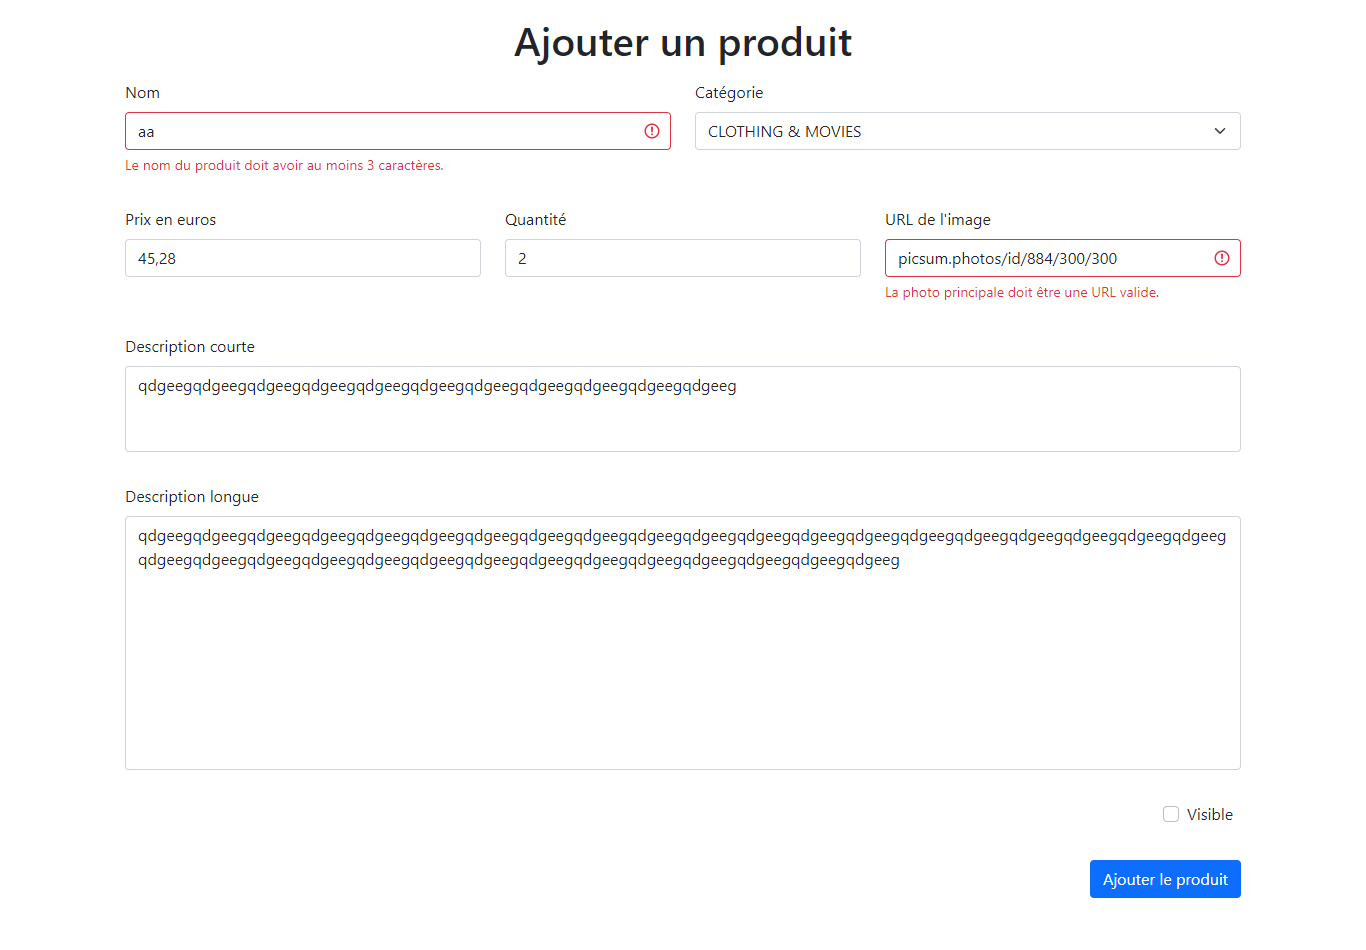 Ajouter un produit
Nom
Catégorie
aa
CLOTHING & MOVIES
Le nom du produit doit avoir au moins 3 caractères.
Prix en euros
Quantité
URL de l'image
45,28
2
picsum.photos/id/884/300/300
La photo principale doit être une URL valide.
Description courte
qdgeegqdgeegqdgeegqdgeegqdgeegqdgeegqdgeegqdgeegqdgeegqdgeegqdgeeg
Description longue
qdgeegqdgeegqdgeegqdgeegqdgeegqdgeegqdgeegqdgeegqdgeegqdgeegqdgeegqdgeegqdgeegqdgeegqdgeegqdgeegqdgeegqdgeegqdgeegqdgeeg
qdgeegqdgeegqdgeegqdgeegqdgeegqdgeegqdgeegqdgeegqdgeegqdgeegqdgeegqdgeegqdgeegqdgeeg
Visible
Ajouter le produit